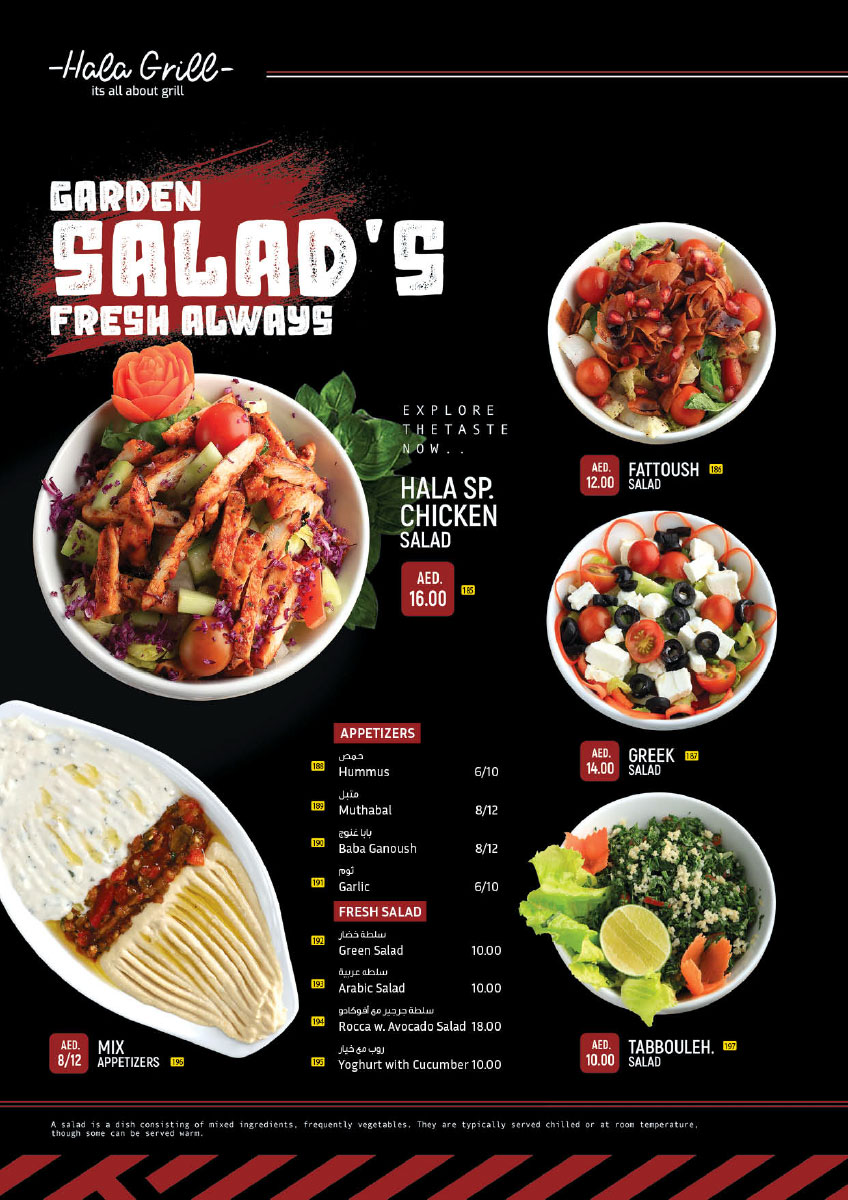 -Hala Grill-
its all about grill
GARDEN
SALAD'S
FRESH ALWAYS
EXPLORE
THETASTE
NOW..
HALA SP.
CHICKEN
SALAD
AED.
16.00
185
AED.
12.00
FATTOUSH 186
SALAD
AED.
14.00
GREEK 187
SALAD
APPETIZERS
حمص
188 Hummus 6/10
متبل
189 Muthabal 8/12
بابا غنوج
190 Baba Ganoush 8/12
ثوم
191 Garlic 6/10
FRESH SALAD
سلطة خضار
192 Green Salad 10.00
سلطه عربية
193 Arabic Salad 10.00
سلطة جرجير مع أفوكادو
194 Rocca w. Avocado Salad 18.00
روب مع خيار
195 Yoghurt with Cucumber 10.00
AED.
8/12
MIX
APPETIZERS 196
AED.
10.00
TABBOULEH. 197
SALAD
A salad is a dish consisting of mixed ingredients, frequently vegetables. They are typically served chilled or at room temperature,
though some can be served warm.